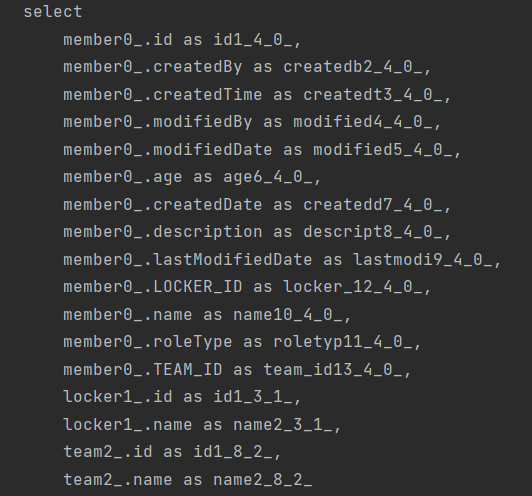 select
member0_.id as id1_4_0_,
member0_.createdBy as createdb2_4_0_,
member0_.createdTime as createdt3_4_0_,
member0_.modifiedBy as modified4_4_0_,
member0_.modifiedDate as modified5_4_0_,
member0_.age as age6_4_0_,
member0_.createdDate as createdd7_4_0_,
member0_.description as descript8_4_0_,
member0_.lastModifiedDate as lastmodi9_4_0_,
member0_.LOCKER_ID as locker_12_4_0_,
member0_.name as name10_4_0_,
member0_.roleType as roletyp11_4_0_,
member0_.TEAM_ID as team_id13_4_0_,
locker1_.id as id1_3_1_,
locker1_.name as name2_3_1_,
team2_.id as id1_8_2_,
team2_.name as name2_8_2_